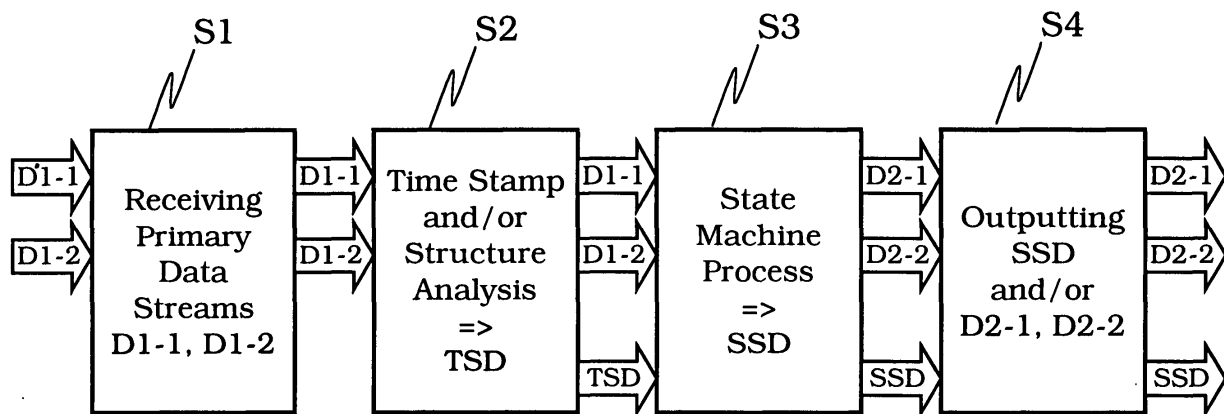 S1
S2
S3
S4
D1-1
D1-2
Receiving
Primary
Data
Streams
D1-1, D1-2
D1-1
D1-2
Time Stamp
and/or
Structure
Analysis
=>
TSD
D1-1
D1-2
TSD
State
Machine
Process
=>
SSD
D2-1
D2-2
SSD
Outputting
SSD
and/or
D2-1, D2-2
D2-1
D2-2
SSD